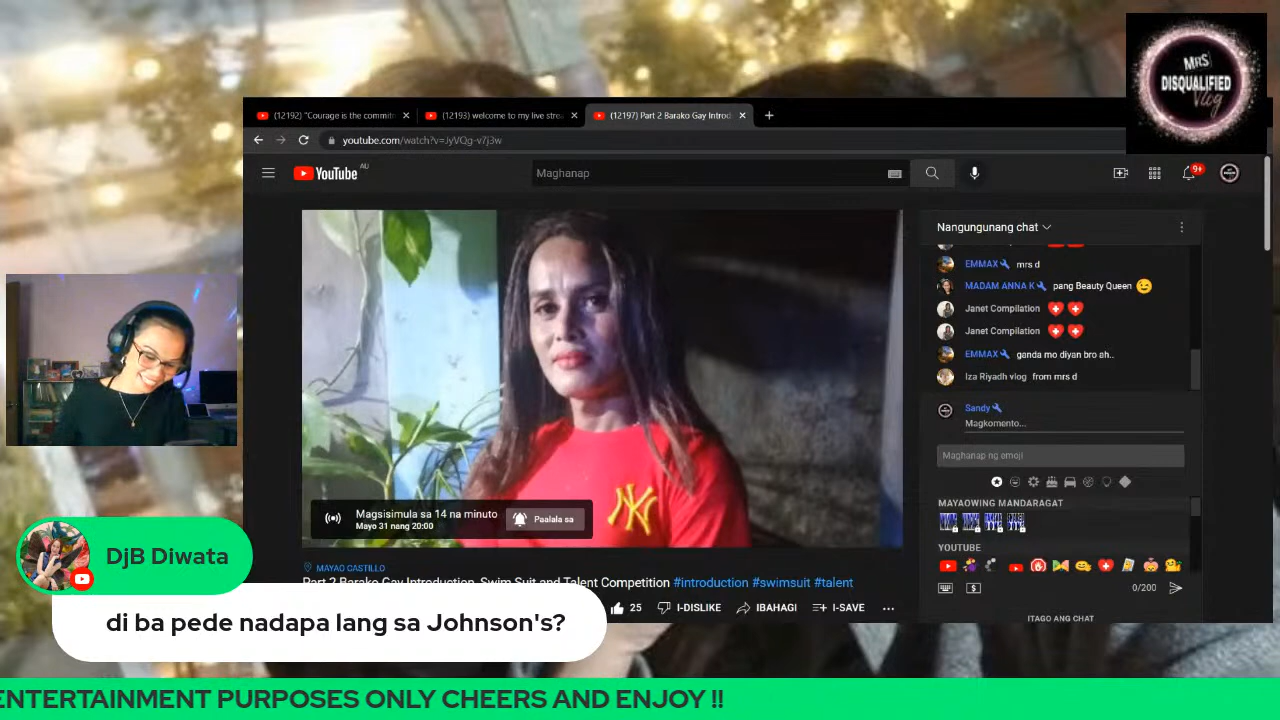 MRS
DISQUALIFIED
Vlog
(12192) "Courage is the commitm
(12193) welcome to my live strea
(12197) Part 2 Barako Gay Introd
youtube.com/watch?v=JyVQg-v7j3w
YouTube AU
Maghanap
9+
Nangungunang chat
EMMAX mrs d
MADAM ANNA K pang Beauty Queen
Janet Compilation
Janet Compilation
EMMAX ganda mo diyan bro ah..
Iza Riyadh vlog from mrs d
Sandy
Magkomento...
Maghanap ng emoji
MAYAOWING MANDARAGAT
YOUTUBE
0/200
ITAGO ANG CHAT
NY
Magsisimula sa 14 na minuto
Mayo 31 nang 20:00
Paalala sa
MAYAO CASTILLO
Part 2 Barako Gay Introduction, Swim Suit and Talent Competition #introduction #swimsuit #talent
25 I-DISLIKE IBAHAGI I-SAVE
DjB Diwata
di ba pede nadapa lang sa Johnson's?
ENTERTAINMENT PURPOSES ONLY CHEERS AND ENJOY !!